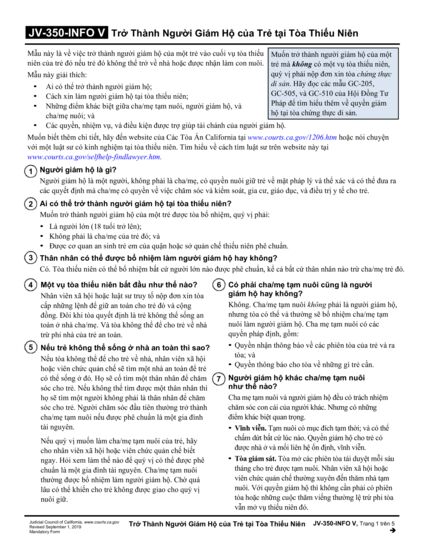 JV-350-INFO V Trở Thành Người Giám Hộ của Trẻ tại Tòa Thiếu Niên
Mẫu này là về việc trở thành người giám hộ của một trẻ vào cuối vụ tòa thiếu
niên của trẻ đó nếu trẻ đó không thể trở về nhà hoặc được nhận làm con nuôi.
Mẫu này giải thích:
• Ai có thể trở thành người giám hộ;
• Cách xin làm người giám hộ tại tòa thiếu niên;
• Những điểm khác biệt giữa cha/mẹ tạm nuôi, người giám hộ, và
cha/mẹ nuôi; và
• Các quyền, nhiệm vụ, và điều kiện được trợ giúp tài chánh của người giám hộ.
Muốn trở thành người giám hộ của một
trẻ mà không có một vụ tòa thiếu niên,
quý vị phải nộp đơn xin tòa chứng thực
di sản. Hãy đọc các mẫu GC-205,
GC-505, và GC-510 của Hội Đồng Tư
Pháp để tìm hiểu thêm về quyền giám
hộ tại tòa chứng thực di sản.
Muốn biết thêm chi tiết, hãy đến website của Các Tòa Án California tại www.courts.ca.gov/1206.htm hoặc nói chuyện
với một luật sư có kinh nghiệm tại tòa thiếu niên. Tìm hiểu về cách tìm luật sư trên website này tại
www.courts.ca.gov/selfhelp-findlawyer.htm.
1 Người giám hộ là gì?
Người giám hộ là một người, không phải là cha/mẹ, có quyền nuôi giữ trẻ về mặt pháp lý và thể xác và có thể đưa ra
các quyết định mà cha/mẹ có quyền về việc chăm sóc và kiểm soát, gia cư, giáo dục, và điều trị y tế cho trẻ.
2 Ai có thể trở thành người giám hộ tại tòa thiếu niên?
Muốn trở thành người giám hộ của một trẻ được tòa bổ nhiệm, quý vị phải:
• Là người lớn (18 tuổi trở lên);
• Không phải là cha/mẹ của trẻ đó; và
• Được cơ quan an sinh trẻ em của quận hoặc sở quản chế thiếu niên phê chuẩn.
3 Thân nhân có thể được bổ nhiệm làm người giám hộ hay không?
Có. Tòa thiếu niên có thể bổ nhiệm bất cứ người lớn nào được phê chuẩn, kể cả bất cứ thân nhân nào trừ cha/mẹ trẻ đó.
4 Một vụ tòa thiếu niên bắt đầu như thế nào?
Nhân viên xã hội hoặc luật sư truy tố nộp đơn xin tòa
cấp những lệnh để giữ an toàn cho trẻ đó và cộng
đồng. Đôi khi tòa quyết định là trẻ không thể sống an
toàn ở nhà cha/mẹ. Và tòa không thể để cho trẻ về nhà
trừ phi nhà của trẻ an toàn.
5 Nếu trẻ không thể sống ở nhà an toàn thì sao?
Nếu tòa không thể để cho trẻ về nhà, nhân viên xã hội
hoặc viên chức quản chế sẽ tìm một nhà an toàn để trẻ
có thể sống ở đó. Họ sẽ cố tìm một thân nhân để chăm
sóc cho trẻ. Nếu không thể tìm được một thân nhân thì
họ sẽ tìm một người không phải là thân nhân để chăm
sóc cho trẻ. Người chăm sóc đầu tiên thường trở thành
cha/mẹ tạm nuôi nếu được phê chuẩn là một gia đình
tài nguyên.
Nếu quý vị muốn làm cha/mẹ tạm nuôi của trẻ, hãy
cho nhân viên xã hội hoặc viên chức quản chế biết
ngay. Hỏi xem làm thế nào để quý vị có thể được phê
chuẩn là một gia đình tài nguyên. Cha/mẹ tạm nuôi
thường được bổ nhiệm làm người giám hộ. Chờ quá
lâu có thể khiến cho trẻ không được giao cho quý vị
nuôi giữ.
6 Có phải cha/mẹ tạm nuôi cũng là người
giám hộ hay không?
Không. Cha/mẹ tạm nuôi không phải là người giám hộ,
nhưng tòa có thể và thường sẽ bổ nhiệm cha/mẹ tạm
nuôi làm người giám hộ. Cha mẹ tạm nuôi có các
quyền pháp định, gồm:
• Quyền nhận thông báo về các phiên tòa của trẻ và ra
tòa; và
• Quyền thông báo cho tòa về những gì trẻ cần.
7 Người giám hộ khác cha/mẹ tạm nuôi
như thế nào?
Cha mẹ tạm nuôi và người giám hộ đều có trách nhiệm
chăm sóc con cái của người khác. Nhưng có những
điểm khác biệt quan trọng.
• Vĩnh viễn. Tạm nuôi có mục đích tạm thời; và có thể
chấm dứt bất cứ lúc nào. Quyền giám hộ cho trẻ có
được nhà ở và mối liên hệ ổn định, vĩnh viễn.
• Tòa giám sát. Tòa mở các phiên tòa tái duyệt mỗi sáu
tháng cho trẻ được tạm nuôi. Nhân viên xã hội hoặc
viên chức quản chế thường xuyên đến thăm nhà tạm
nuôi. Với quyền giám hộ thì không cần phải có phiên
tòa hoặc những cuộc thăm viếng thường lệ trừ phi tòa
vẫn mở vụ tòa thiếu niên.
Judicial Council of California, www.courts.ca.gov
Revised September 1, 2019
Mandatory Form
Trở Thành Người Giám Hộ của Trẻ tại Tòa Thiếu Niên
JV-350-INFO V, Trang 1 trên 5